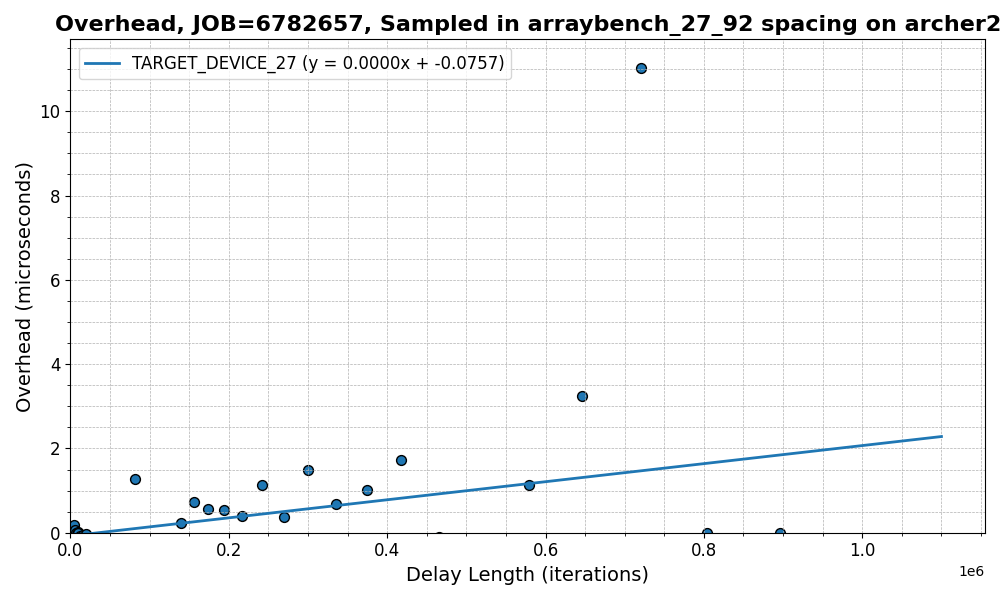 Overhead, JOB=6782657, Sampled in arraybench_27_92 spacing on archer2
TARGET_DEVICE_27 (y = 0.0000x + -0.0757)
Overhead (microseconds)
10
8
6
4
2
0
0.0 0.2 0.4 0.6 0.8 1.0
1e6
Delay Length (iterations)